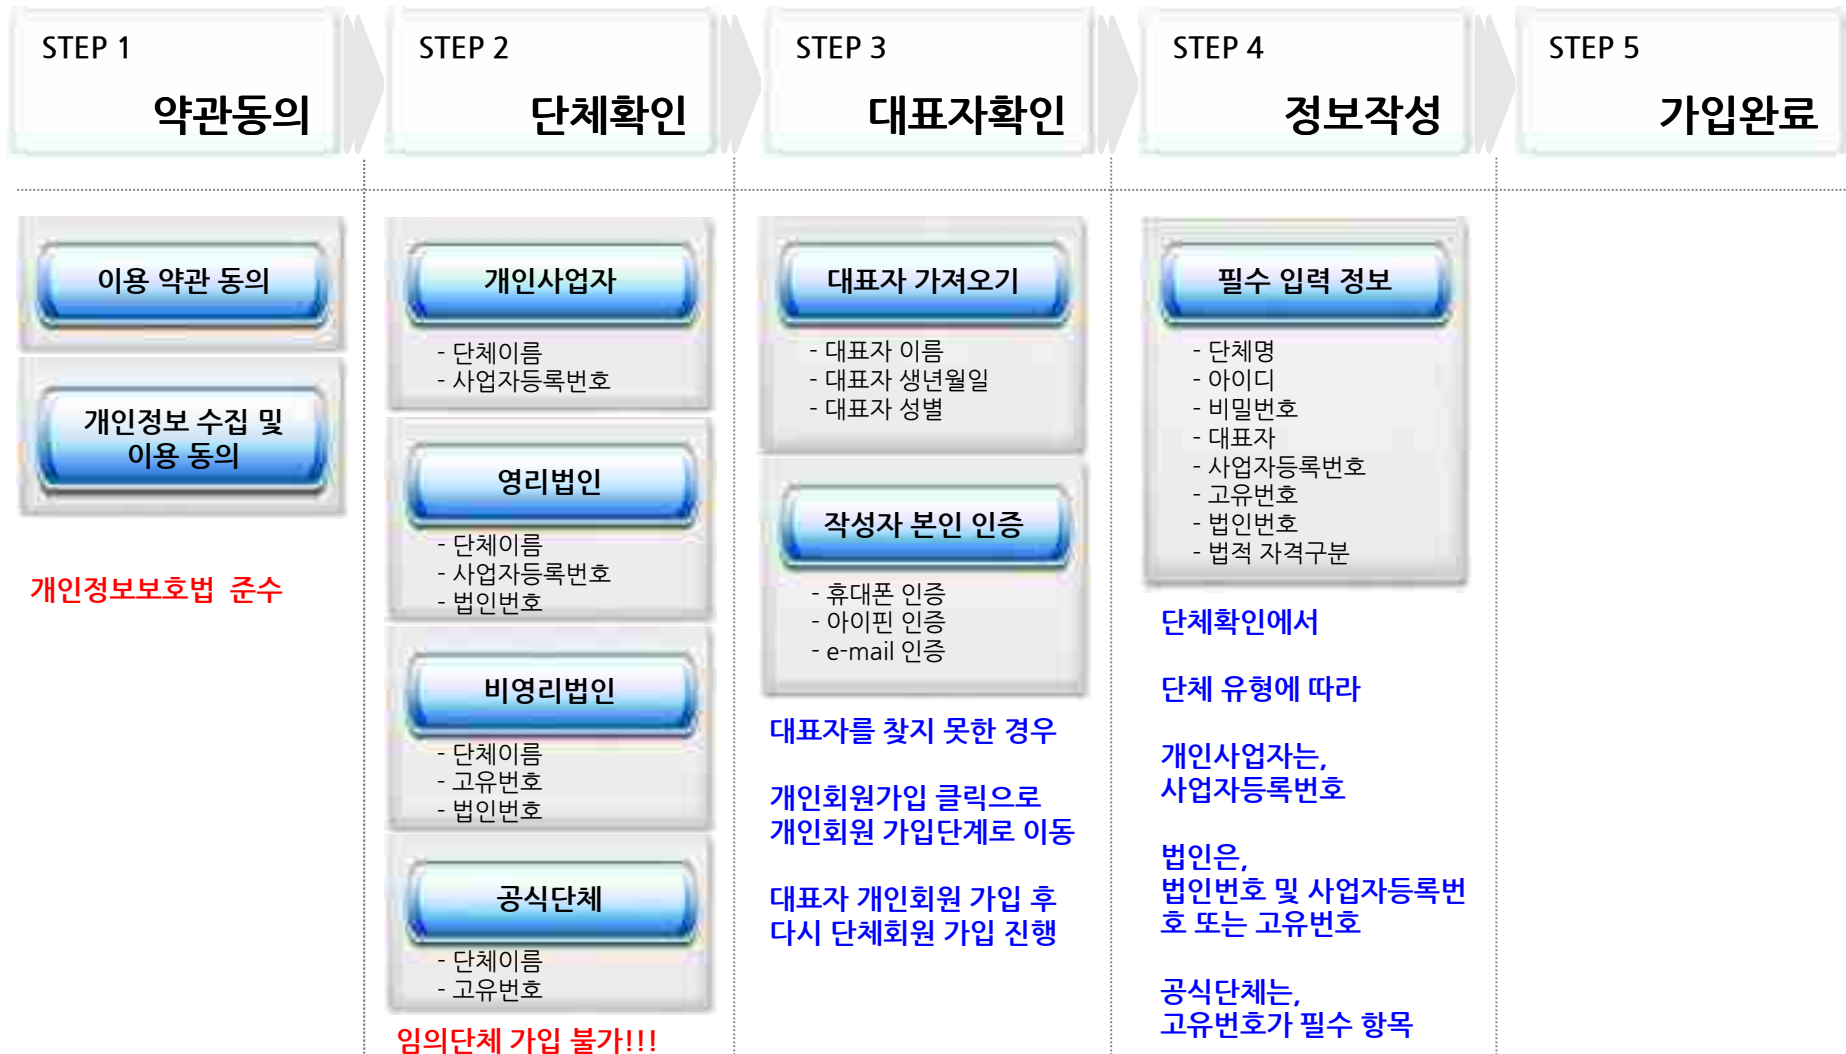 STEP 1
약관동의
STEP 2
단체확인
STEP 3
대표자확인
STEP 4
정보작성
STEP 5
가입완료
이용 약관 동의
개인정보 수집 및
이용 동의
개인정보보호법 준수
개인사업자
- 단체이름
- 사업자등록번호
영리법인
- 단체이름
- 사업자등록번호
- 법인번호
비영리법인
- 단체이름
- 고유번호
- 법인번호
공식단체
- 단체이름
- 고유번호
임의단체 가입 불가!!!
대표자 가져오기
- 대표자 이름
- 대표자 생년월일
- 대표자 성별
작성자 본인 인증
- 휴대폰 인증
- 아이핀 인증
- e-mail 인증
대표자를 찾지 못한 경우
개인회원가입 클릭으로
개인회원 가입단계로 이동
대표자 개인회원 가입 후
다시 단체회원 가입 진행
필수 입력 정보
- 단체명
- 아이디
- 비밀번호
- 대표자
- 사업자등록번호
- 고유번호
- 법인번호
- 법적 자격구분
단체확인에서
단체 유형에 따라
개인사업자는,
사업자등록번호
법인은,
법인번호 및 사업자등록번
호 또는 고유번호
공식단체는,
고유번호가 필수 항목